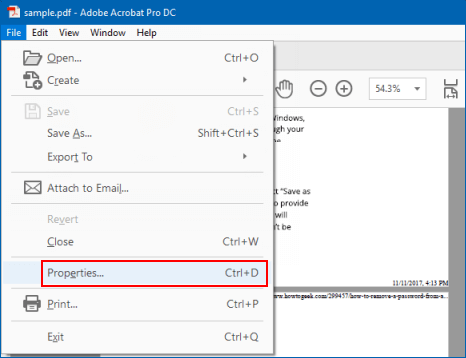 sample.pdf - Adobe Acrobat Pro DC
File Edit View Window Help
Open... Ctrl+O
Create
Save Ctrl+S
Save As... Shift+Ctrl+S
Export To
Attach to Email...
Revert
Close Ctrl+W
Properties... Ctrl+D
Print... Ctrl+P
Exit Ctrl+Q
54.3%
Windows,
your
ct "Save as
to provide
will
be
11/11/2017, 4:13 PM
www.howtogeek.com/299457/how-to-remove-a-password-from-a...